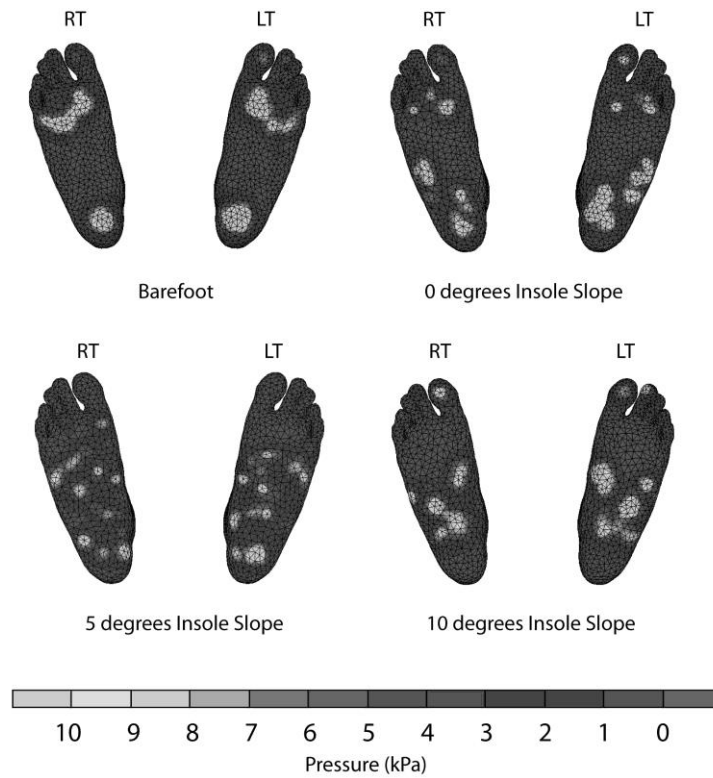 RT LT RT LT
Barefoot 0 degrees Insole Slope
RT LT RT LT
5 degrees Insole Slope 10 degrees Insole Slope
10 9 8 7 6 5 4 3 2 1 0
Pressure (kPa)